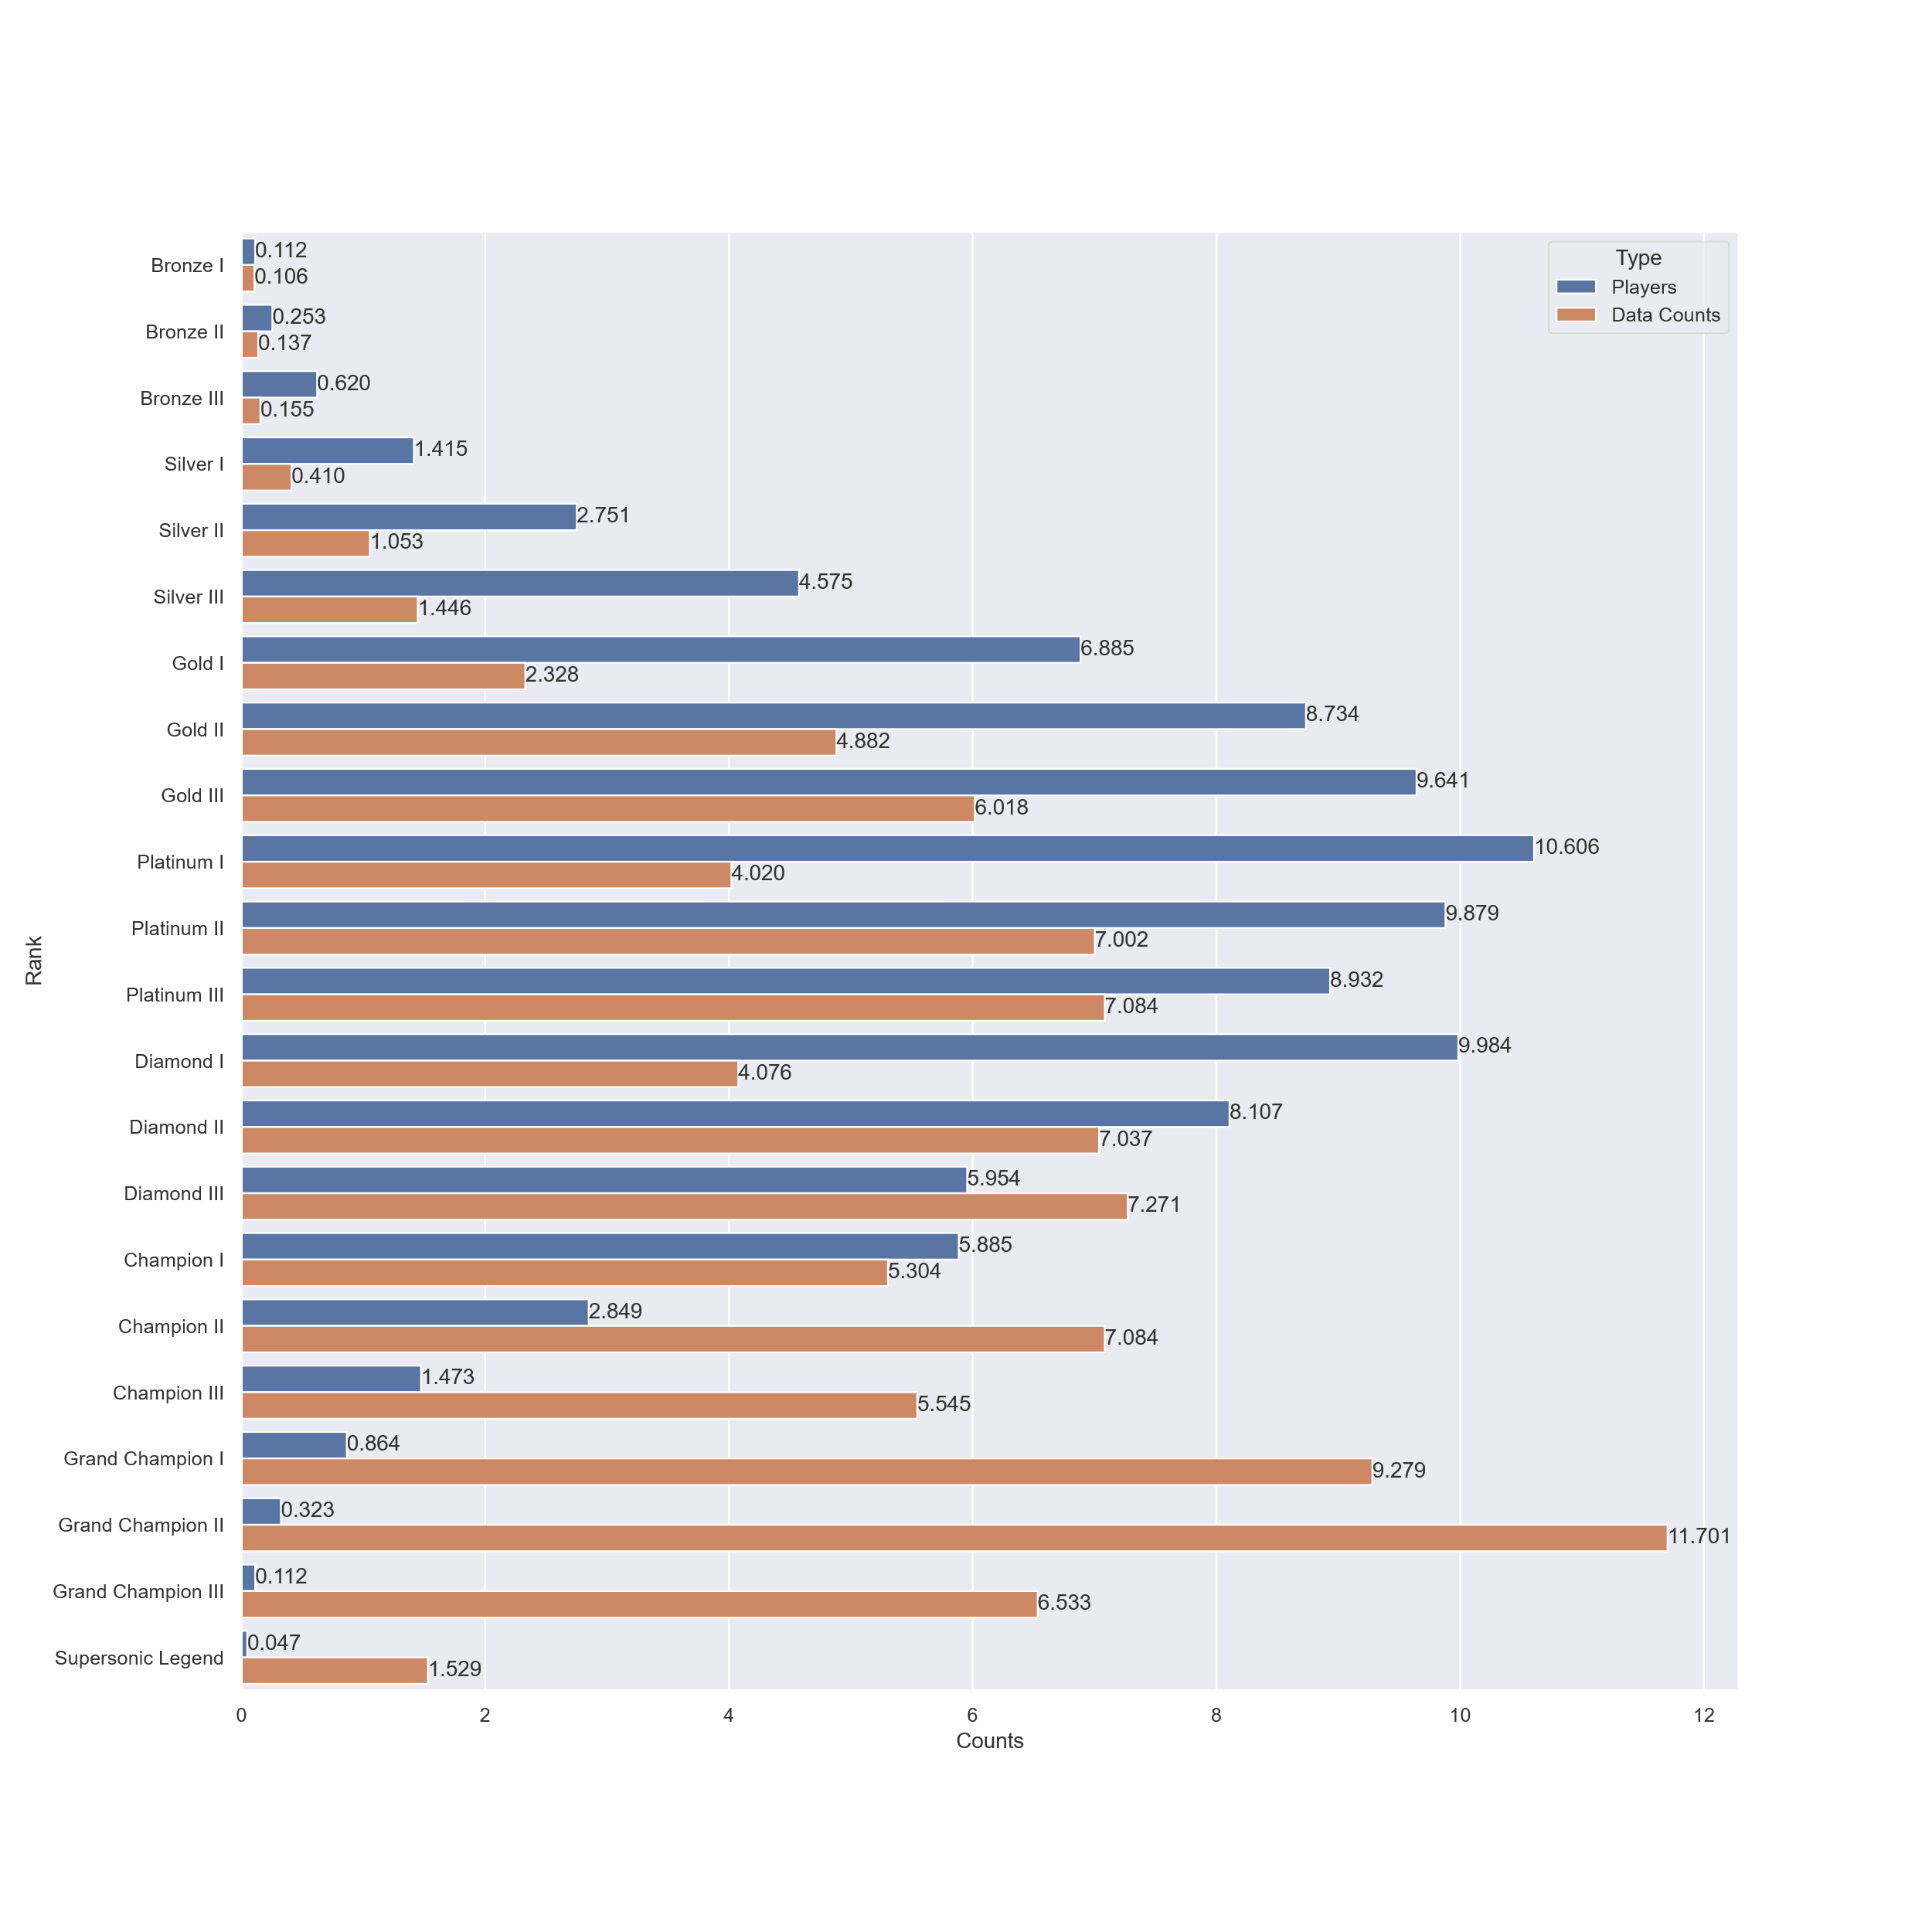 Type
Players
Data Counts
Rank
Bronze I
0.112
0.106
Bronze II
0.253
0.137
Bronze III
0.620
0.155
Silver I
1.415
0.410
Silver II
2.751
1.053
Silver III
4.575
1.446
Gold I
6.885
2.328
Gold II
8.734
4.882
Gold III
9.641
6.018
Platinum I
10.606
4.020
Platinum II
9.879
7.002
Platinum III
8.932
7.084
Diamond I
9.984
4.076
Diamond II
8.107
7.037
Diamond III
5.954
7.271
Champion I
5.885
5.304
Champion II
2.849
7.084
Champion III
1.473
5.545
Grand Champion I
0.864
9.279
Grand Champion II
0.323
11.701
Grand Champion III
0.112
6.533
Supersonic Legend
0.047
1.529
0 2 4 6 8 10 12
Counts